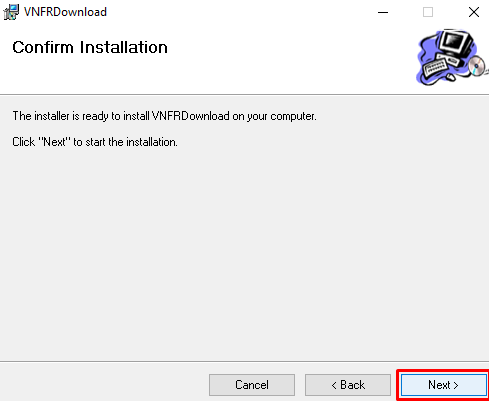 VNFRDownload
Confirm Installation
The installer is ready to install VNFRDownload on your computer.
Click "Next" to start the installation.
Cancel
< Back
Next >